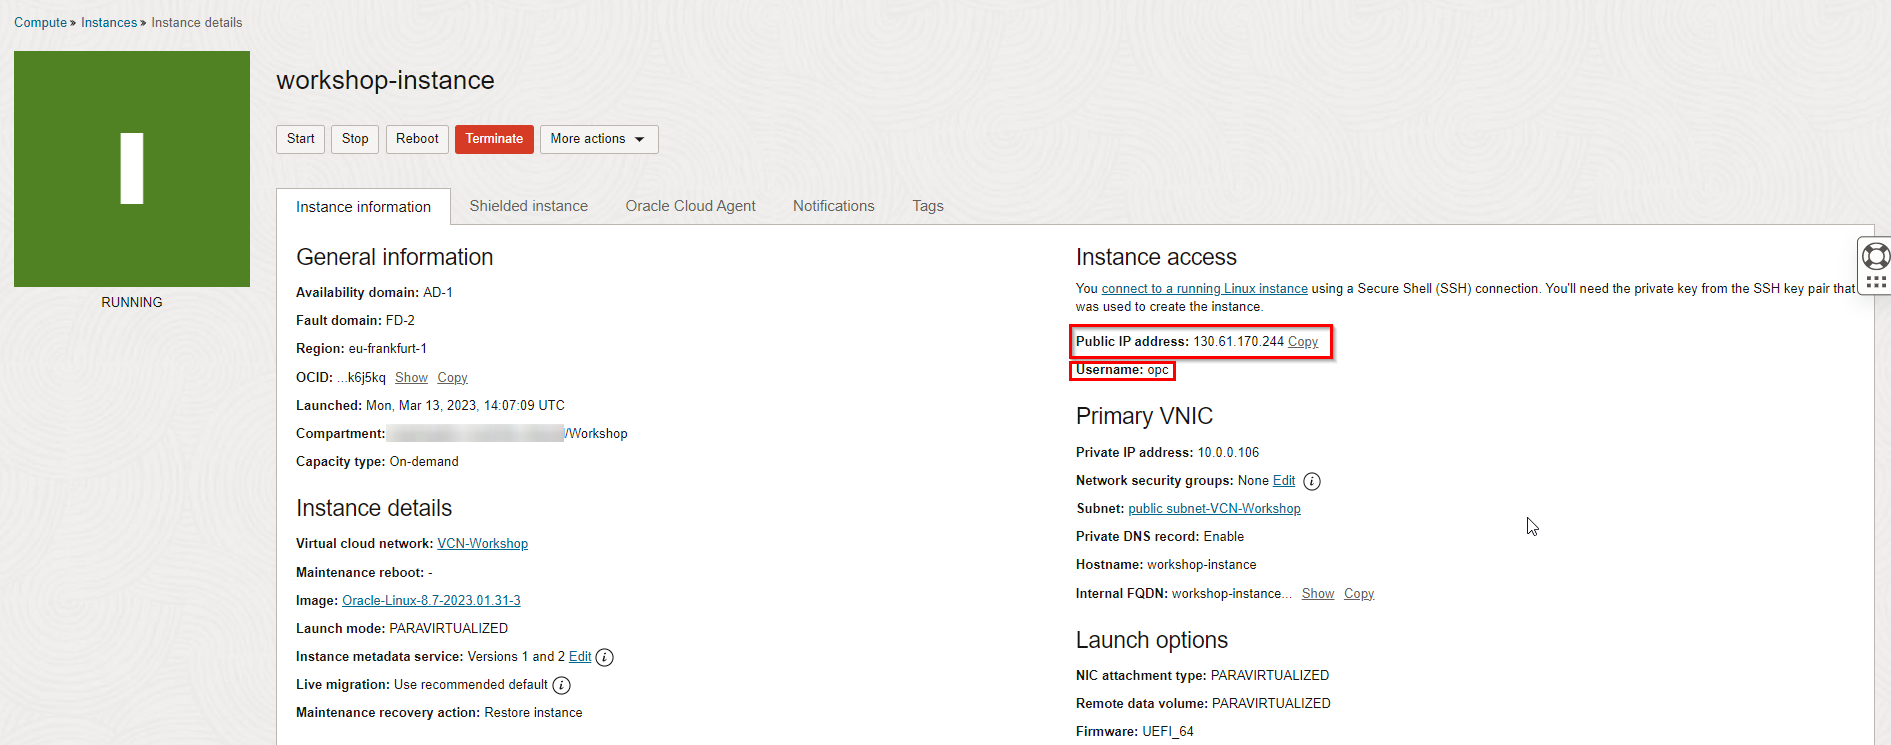 Compute » Instances » Instance details
workshop-instance
Start Stop Reboot Terminate More actions
RUNNING
Instance information Shielded instance Oracle Cloud Agent Notifications Tags
General information
Availability domain: AD-1
Fault domain: FD-2
Region: eu-frankfurt-1
OCID: ...k6j5kq Show Copy
Launched: Mon, Mar 13, 2023, 14:07:09 UTC
Compartment: /Workshop
Capacity type: On-demand
Instance details
Virtual cloud network: VCN-Workshop
Maintenance reboot: -
Image: Oracle-Linux-8.7-2023.01.31-3
Launch mode: PARAVIRTUALIZED
Instance metadata service: Versions 1 and 2 Edit
Live migration: Use recommended default
Maintenance recovery action: Restore instance
Instance access
You connect to a running Linux instance using a Secure Shell (SSH) connection. You'll need the private key from the SSH key pair that
was used to create the instance.
Public IP address: 130.61.170.244 Copy
Username: opc
Primary VNIC
Private IP address: 10.0.0.106
Network security groups: None Edit
Subnet: public subnet-VCN-Workshop
Private DNS record: Enable
Hostname: workshop-instance
Internal FQDN: workshop-instance... Show Copy
Launch options
NIC attachment type: PARAVIRTUALIZED
Remote data volume: PARAVIRTUALIZED
Firmware: UEFI_64